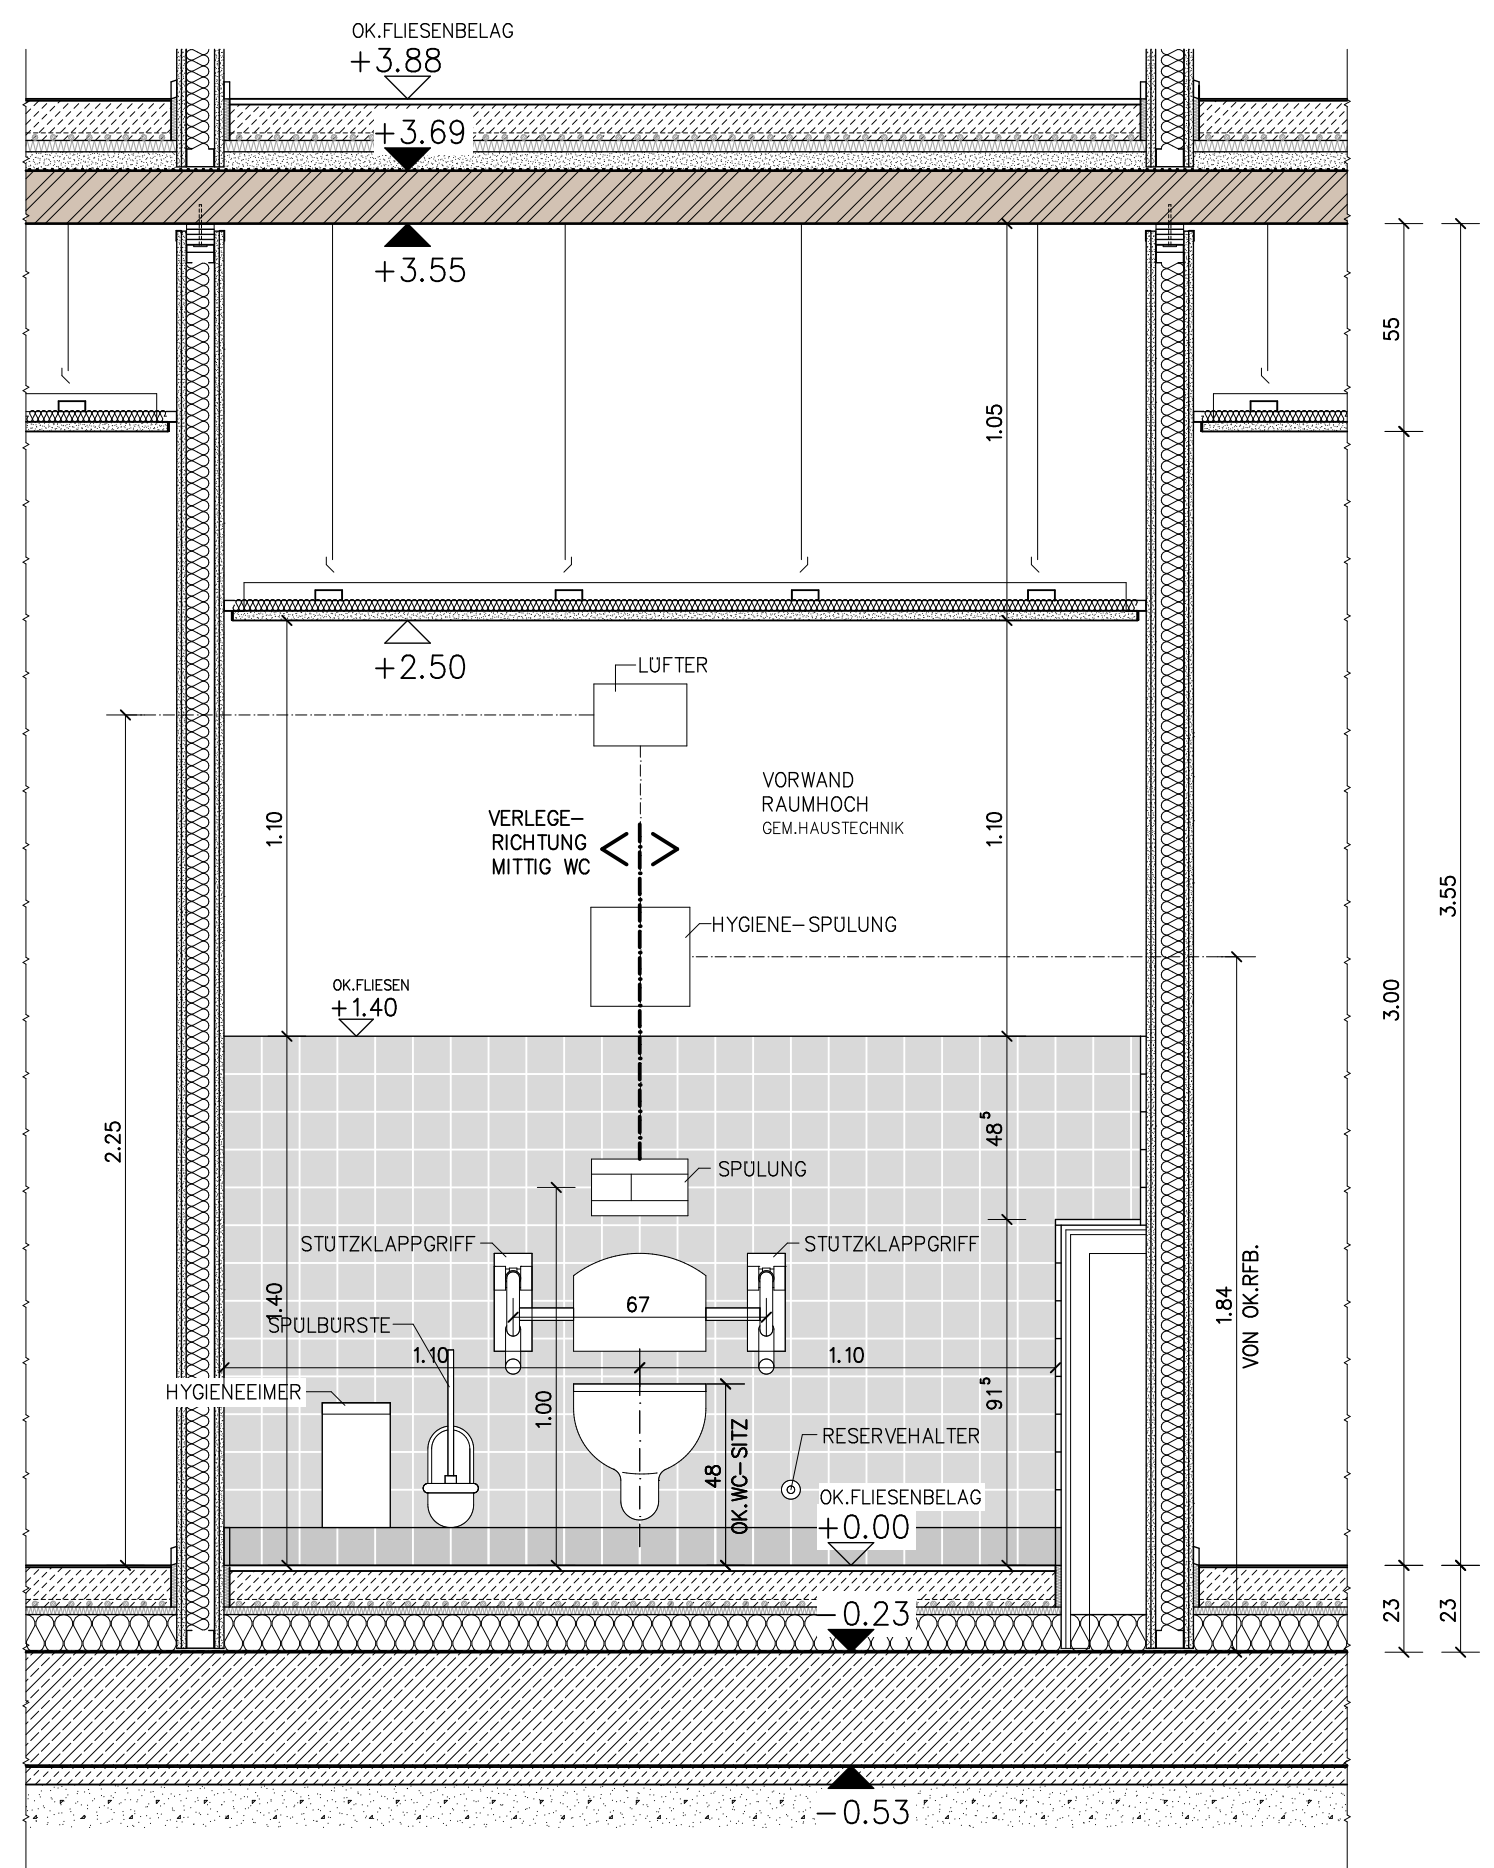 OK.FLIESENBELAG
+3.88
+3.69
+3.55
55
1.05
+2.50
LÜFTER
VORWAND
RAUMHOCH
GEM.HAUSTECHNIK
VERLEGE-
RICHTUNG
MITTIG WC
1.10
1.10
3.55
HYGIENE-SPÜLUNG
OK.FLIESEN
+1.40
3.00
2.25
48⁵
SPÜLUNG
STÜTZKLAPPGRIFF
STÜTZKLAPPGRIFF
1.40
67
1.84
VON OK.RFB.
SPÜLBÜRSTE
1.10
1.10
HYGIENEEIMER
1.00
91⁵
48
OK.WC-SITZ
RESERVEHALTER
OK.FLIESENBELAG
+0.00
-0.23
23
23
-0.53